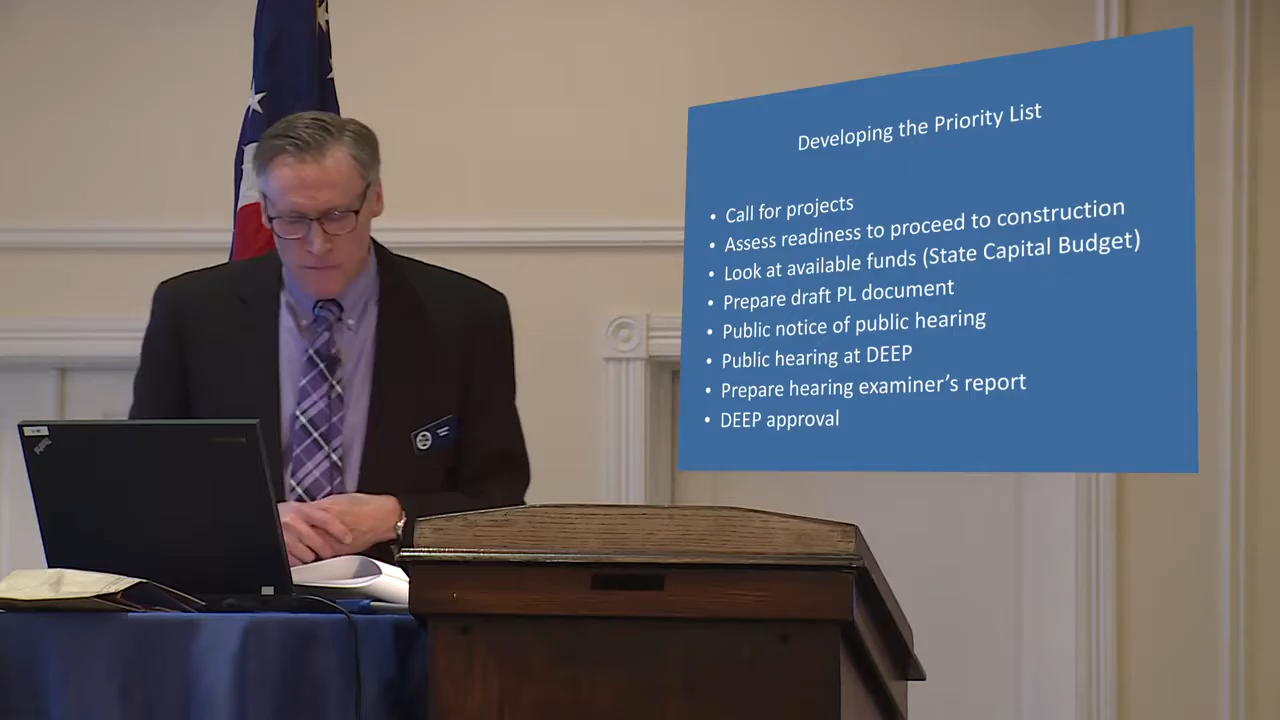 Developing the Priority List
• Call for projects
• Assess readiness to proceed to construction
• Look at available funds (State Capital Budget)
• Prepare draft PL document
• Public notice of public hearing
• Public hearing at DEEP
• Prepare hearing examiner’s report
• DEEP approval